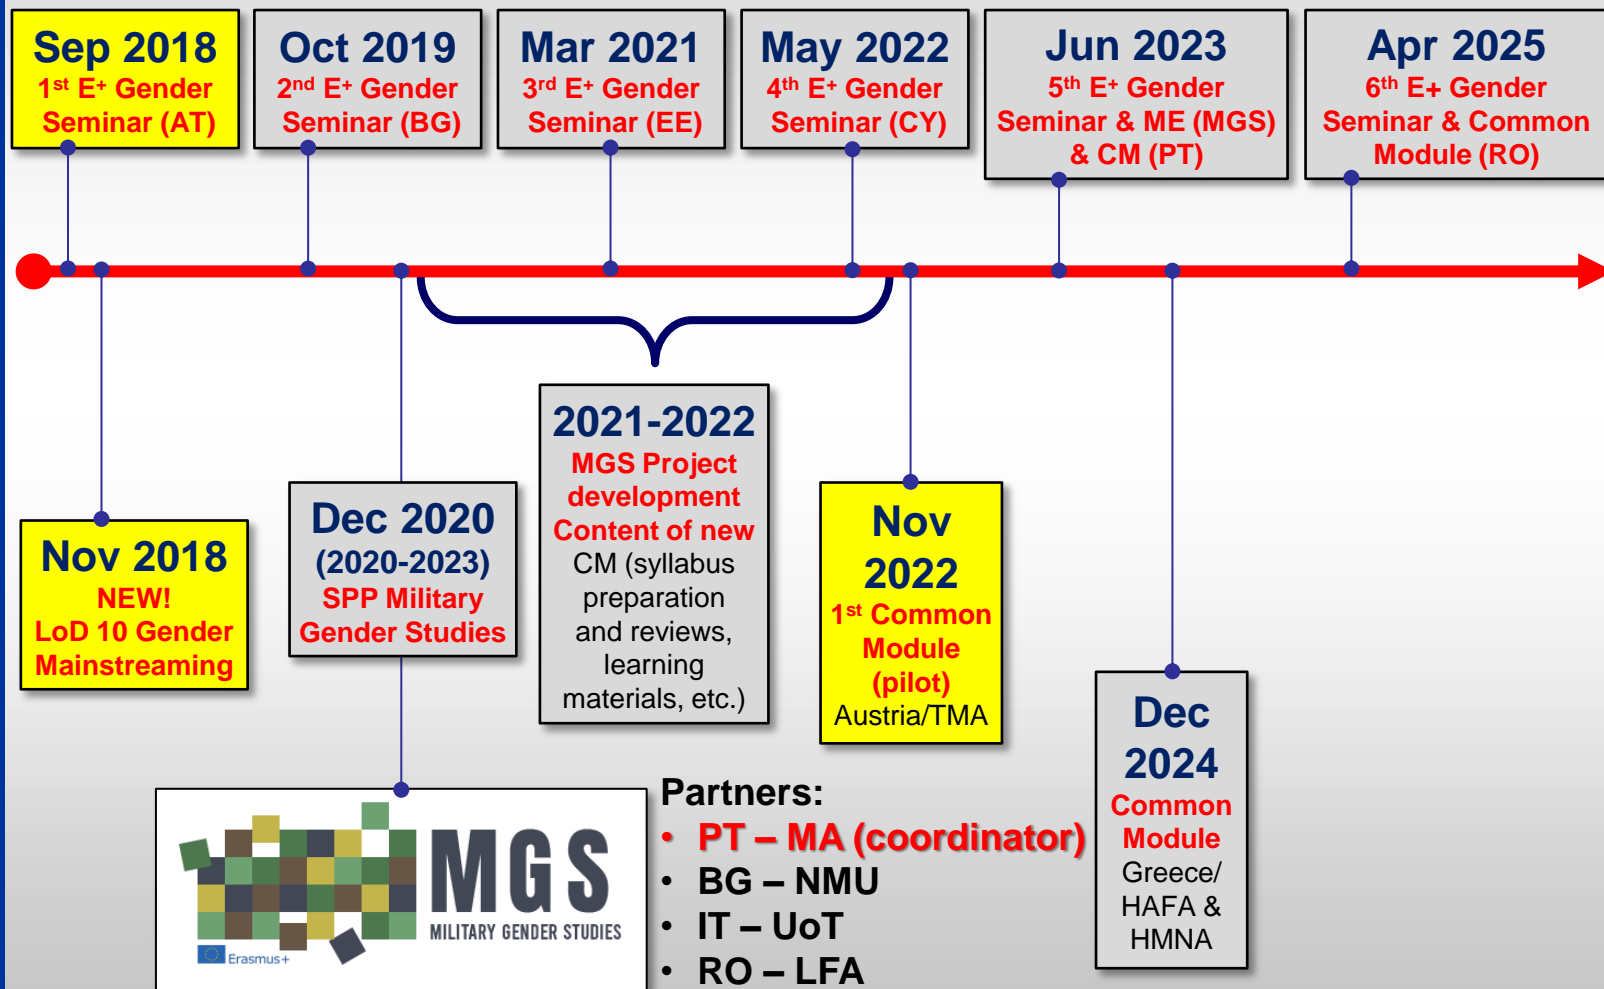 Sep 2018
1st E+ Gender
Seminar (AT)
Oct 2019
2nd E+ Gender
Seminar (BG)
Mar 2021
3rd E+ Gender
Seminar (EE)
May 2022
4th E+ Gender
Seminar (CY)
Jun 2023
5th E+ Gender
Seminar & ME (MGS)
& CM (PT)
Apr 2025
6th E+ Gender
Seminar & Common
Module (RO)
Nov 2018
NEW!
LoD 10 Gender
Mainstreaming
Dec 2020
(2020-2023)
SPP Military
Gender Studies
2021-2022
MGS Project
development
Content of new
CM (syllabus
preparation
and reviews,
learning
materials, etc.)
Nov
2022
1st Common
Module
(pilot)
Austria/TMA
Dec
2024
Common
Module
Greece/
HAFA &
HMNA
MGS
MILITARY GENDER STUDIES
Erasmus+
Partners:
• PT – MA (coordinator)
• BG – NMU
• IT – UoT
• RO – LFA